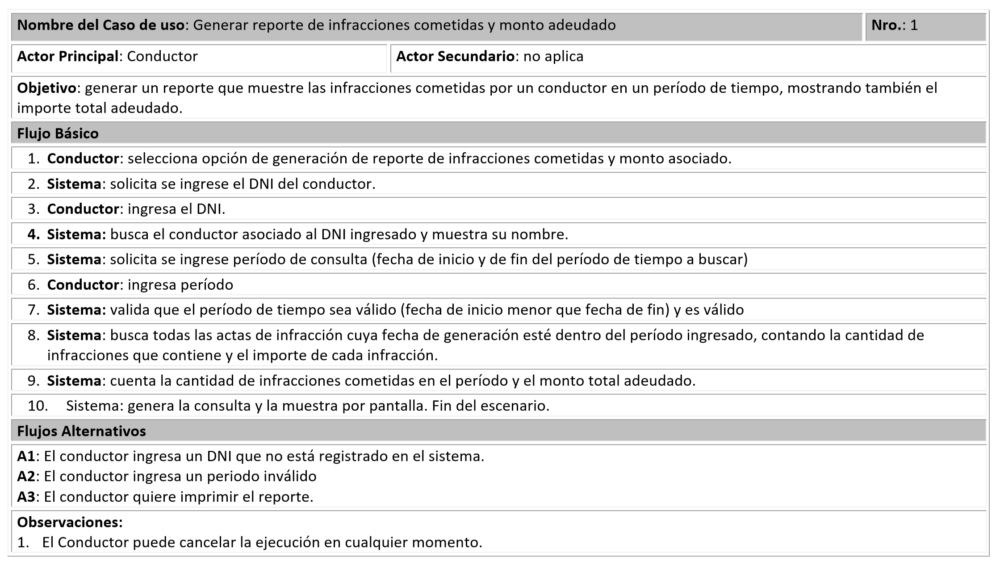 Nombre del Caso de uso: Generar reporte de infracciones cometidas y monto adeudado
Nro.: 1
Actor Principal: Conductor
Actor Secundario: no aplica
Objetivo: generar un reporte que muestre las infracciones cometidas por un conductor en un período de tiempo, mostrando también el
importe total adeudado.
Flujo Básico
1. Conductor: selecciona opción de generación de reporte de infracciones cometidas y monto asociado.
2. Sistema: solicita se ingrese el DNI del conductor.
3. Conductor: ingresa el DNI.
4. Sistema: busca el conductor asociado al DNI ingresado y muestra su nombre.
5. Sistema: solicita se ingrese período de consulta (fecha de inicio y de fin del período de tiempo a buscar)
6. Conductor: ingresa período
7. Sistema: valida que el período de tiempo sea válido (fecha de inicio menor que fecha de fin) y es válido
8. Sistema: busca todas las actas de infracción cuya fecha de generación esté dentro del período ingresado, contando la cantidad de
infracciones que contiene y el importe de cada infracción.
9. Sistema: cuenta la cantidad de infracciones cometidas en el período y el monto total adeudado.
10. Sistema: genera la consulta y la muestra por pantalla. Fin del escenario.
Flujos Alternativos
A1: El conductor ingresa un DNI que no está registrado en el sistema.
A2: El conductor ingresa un periodo inválido
A3: El conductor quiere imprimir el reporte.
Observaciones:
1. El Conductor puede cancelar la ejecución en cualquier momento.